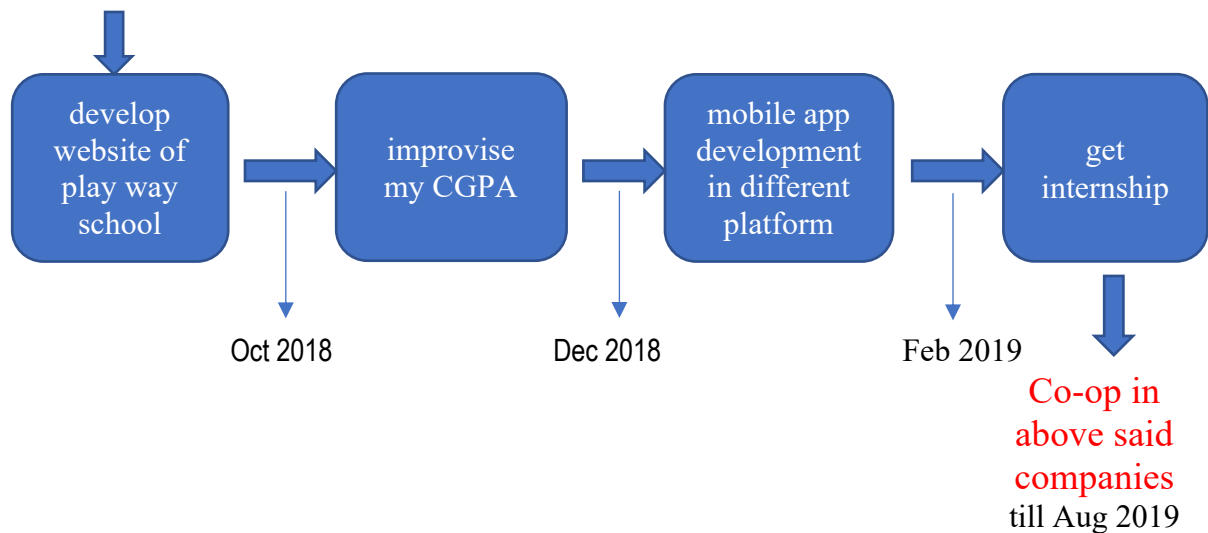 develop
website of
play way
school
improvise
my CGPA
mobile app
development
in different
platform
get
internship
Oct 2018
Dec 2018
Feb 2019
Co-op in
above said
companies
till Aug 2019